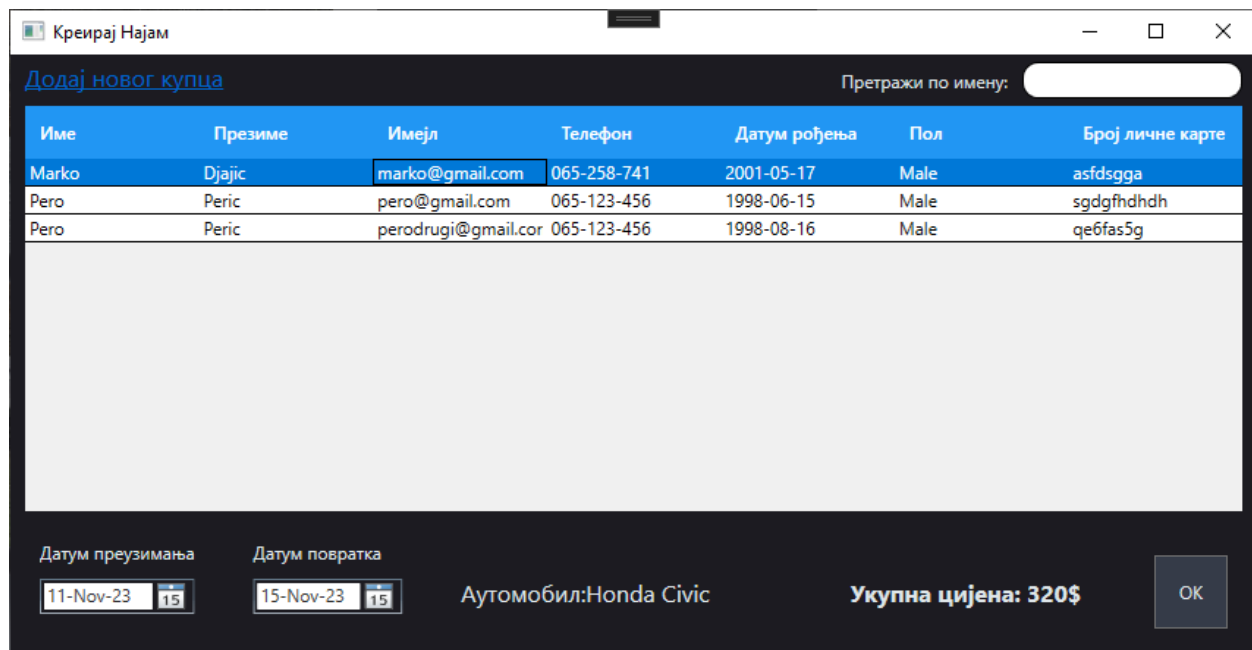 Креирај Најам
Додај новог купца Претражи по имену:
Име Презиме Имејл Телефон Датум рођења Пол Број личне карте
Marko Djajic marko@gmail.com 065-258-741 2001-05-17 Male asfdsgga
Pero Peric pero@gmail.com 065-123-456 1998-06-15 Male sgdgfhdhdh
Pero Peric perodrugi@gmail.cor 065-123-456 1998-08-16 Male qe6fas5g
Датум преузимања Датум повратка
11-Nov-23 15 15-Nov-23 15 Аутомобил:Honda Civic Укупна цијена: 320$ ОК